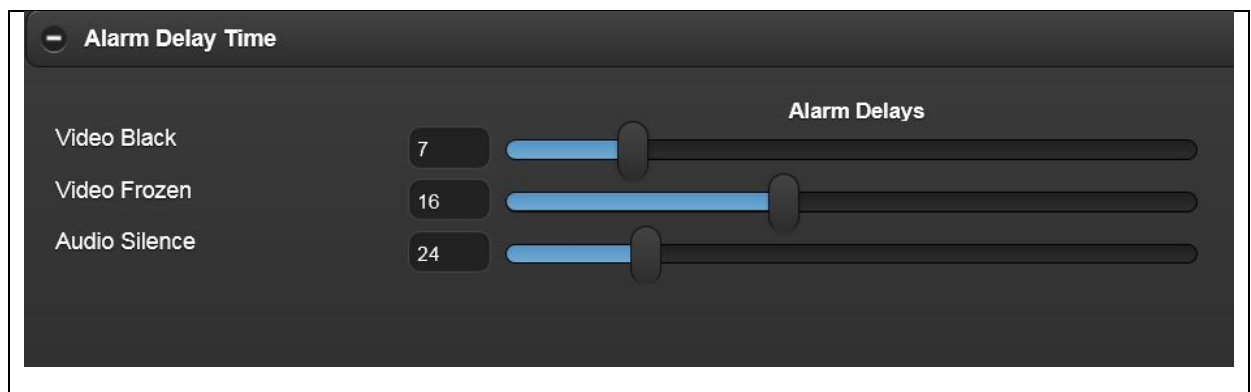 Alarm Delay Time
Alarm Delays
Video Black 7
Video Frozen 16
Audio Silence 24